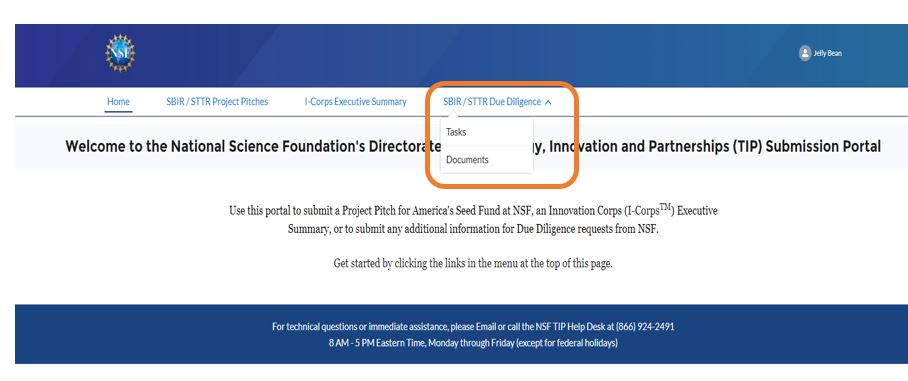 NSF
Jelly Bean
Home SBIR / STTR Project Pitches I-Corps Executive Summary SBIR / STTR Due Diligence
Tasks
Welcome to the National Science Foundation's Directorate y, Innovation and Partnerships (TIP) Submission Portal
Documents
Use this portal to submit a Project Pitch for America's Seed Fund at NSF, an Innovation Corps (I-Corps™) Executive
Summary, or to submit any additional information for Due Diligence requests from NSF.
Get started by clicking the links in the menu at the top of this page.
For technical questions or immediate assistance, please Email or call the NSF TIP Help Desk at (866) 924-2491
8 AM - 5 PM Eastern Time, Monday through Friday (except for federal holidays)